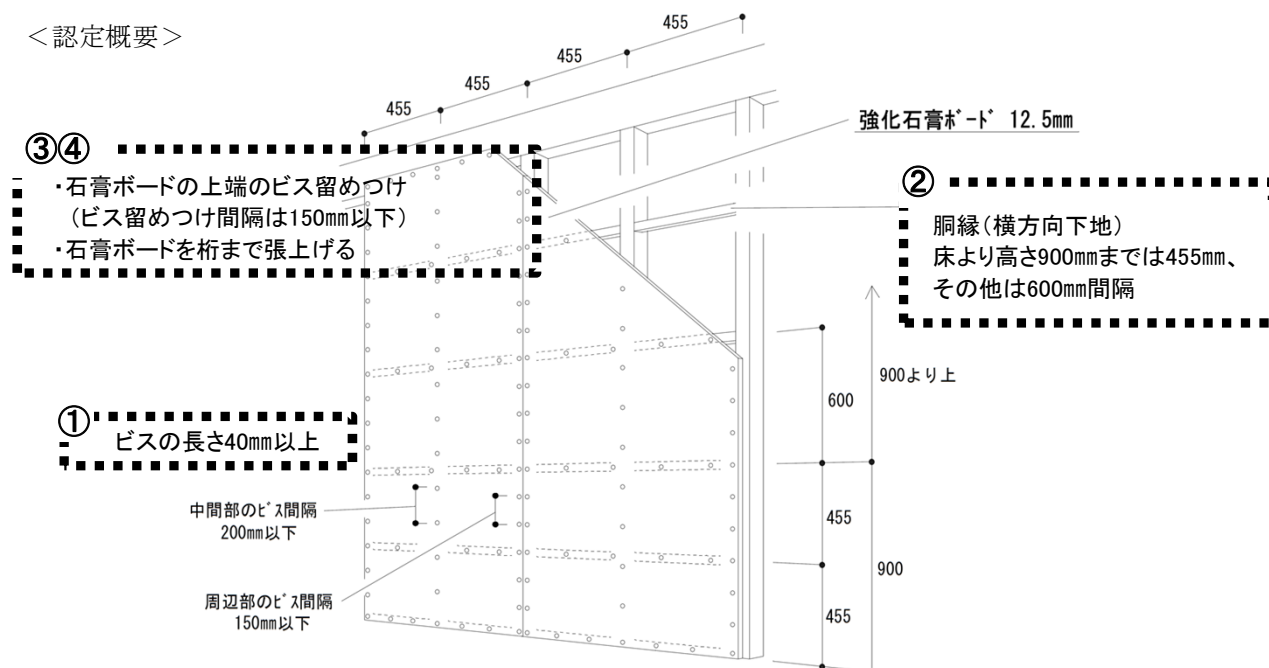 ＜認定概要＞
455
455
455
455
強化石膏ﾎﾞｰﾄﾞ 12.5mm
③④
・石膏ボードの上端のビス留めつけ
（ビス留めつけ間隔は150mm以下）
・石膏ボードを桁まで張上げる
②
胴縁（横方向下地）
床より高さ900mmまでは455mm、
その他は600mm間隔
900より上
600
①
ビスの長さ40mm以上
中間部のﾋﾞｽ間隔
200mm以下
455
900
周辺部のﾋﾞｽ間隔
150mm以下
455